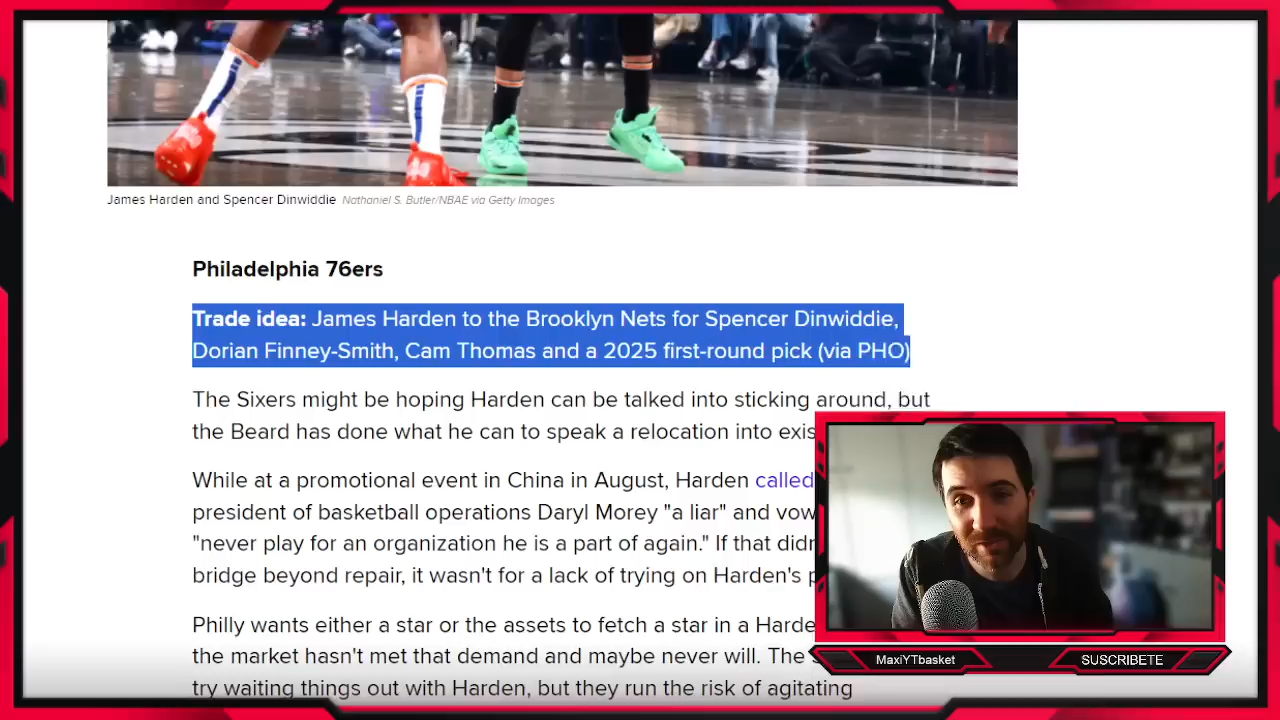 James Harden and Spencer Dinwiddie Nathaniel S. Butler/NBAE via Getty Images
Philadelphia 76ers
Trade idea: James Harden to the Brooklyn Nets for Spencer Dinwiddie,
Dorian Finney-Smith, Cam Thomas and a 2025 first-round pick (via PHO)
The Sixers might be hoping Harden can be talked into sticking around, but
the Beard has done what he can to speak a relocation into
While at a promotional event in China in August, Harden called
president of basketball operations Daryl Morey "a liar" and
"never play for an organization he is a part of again." If that
bridge beyond repair, it wasn't for a lack of trying on Harden's
Philly wants either a star or the assets to fetch a star in a
the market hasn't met that demand and maybe never will. The
try waiting things out with Harden, but they run the risk of agitating
MaxiYTbasket
SUSCRIBETE